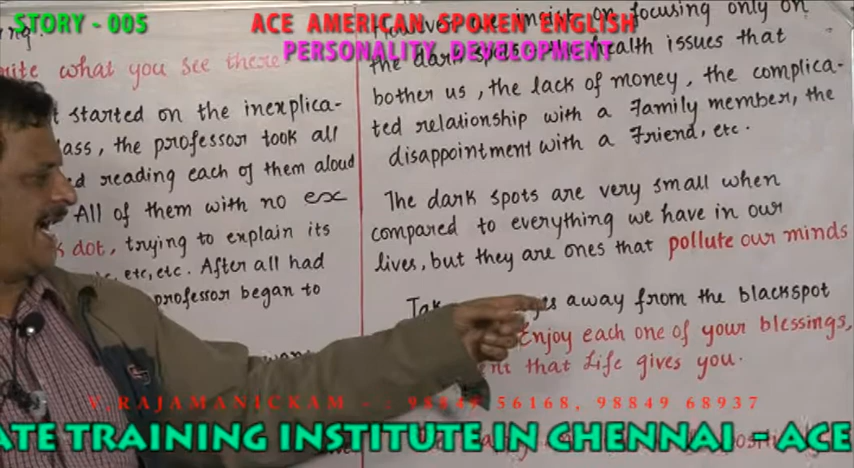 STORY - 005
ACE AMERICAN SPOKEN ENGLISH
PERSONALITY DEVELOPMENT
what you see there
started on the inexplica-
the professor took all
reading each of them aloud
All of them with no exc
dot, trying to explain its
etc, etc. After all had
professor began to
insist on focusing only on
the dark spots health issues that
bother us, the lack of money, the complica-
ted relationship with a family member, the
disappointment with a friend, etc.
The dark spots are very small when
compared to everything we have in our
lives, but they are ones that pollute our minds
away from the blackspot
Enjoy each one of your blessings,
that Life gives you.
V.RAJAMANICKAM - : 98849 56168, 98849 68937
TRAINING INSTITUTE in CHENNAI - ACE